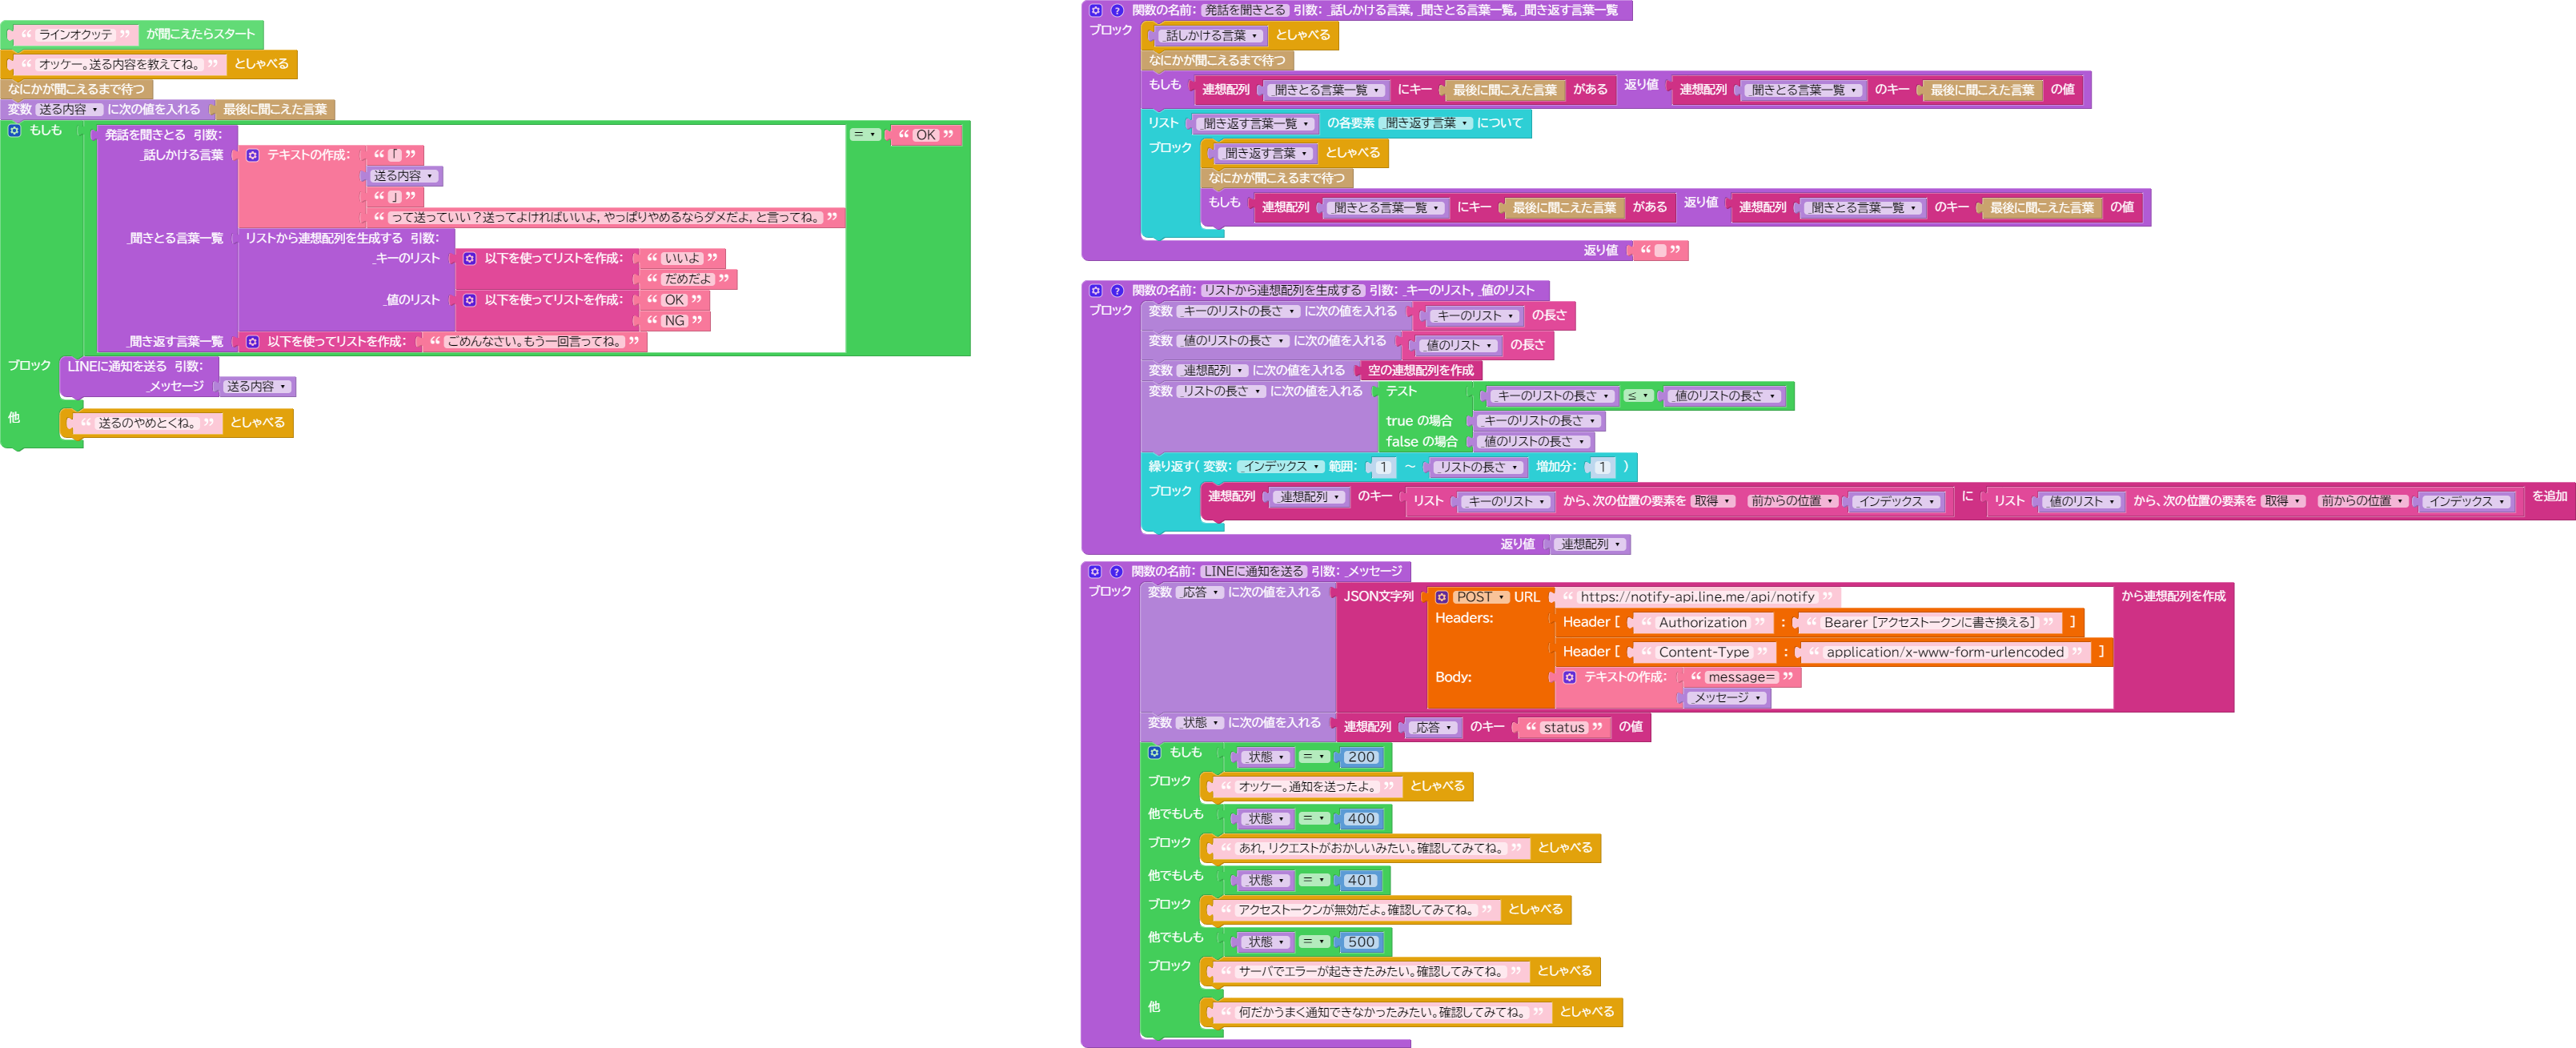 “ ラインオクッテ ” が聞こえたらスタート
“ オッケー。送る内容を教えてね。 ” としゃべる
なにかが聞こえるまで待つ
変数 送る内容 に次の値を入れる 最後に聞こえた言葉
もしも 発話を聞きとる 引数： = “ OK ”
_話しかける言葉 テキストの作成： “ 「 ”
送る内容
“ 」 ”
“ って送っていい？送ってよければいいよ, やっぱりやめるならダメだよ, と言ってね。 ”
_聞きとる言葉一覧 リストから連想配列を生成する 引数：
_キーのリスト 以下を使ってリストを作成： “ いいよ ”
“ だめだよ ”
_値のリスト 以下を使ってリストを作成： “ OK ”
“ NG ”
_聞き返す言葉一覧 以下を使ってリストを作成： “ ごめんなさい。もう一回言ってね。 ”
ブロック LINEに通知を送る 引数：
_メッセージ 送る内容
他 “ 送るのやめとくね。 ” としゃべる
関数の名前： 発話を聞きとる 引数： _話しかける言葉, _聞きとる言葉一覧, _聞き返す言葉一覧
ブロック _話しかける言葉 としゃべる
なにかが聞こえるまで待つ
もしも 連想配列 _聞きとる言葉一覧 にキー 最後に聞こえた言葉 がある 返り値 連想配列 _聞きとる言葉一覧 のキー 最後に聞こえた言葉 の値
リスト _聞き返す言葉一覧 の各要素 _聞き返す言葉 について
ブロック _聞き返す言葉 としゃべる
なにかが聞こえるまで待つ
もしも 連想配列 _聞きとる言葉一覧 にキー 最後に聞こえた言葉 がある 返り値 連想配列 _聞きとる言葉一覧 のキー 最後に聞こえた言葉 の値
返り値 “ ”
関数の名前： リストから連想配列を生成する 引数： _キーのリスト, _値のリスト
ブロック 変数 _キーのリストの長さ に次の値を入れる _キーのリスト の長さ
変数 _値のリストの長さ に次の値を入れる _値のリスト の長さ
変数 _連想配列 に次の値を入れる 空の連想配列を作成
変数 _リストの長さ に次の値を入れる テスト _キーのリストの長さ ≤ _値のリストの長さ
true の場合 _キーのリストの長さ
false の場合 _値のリストの長さ
繰り返す( 変数： _インデックス 範囲： 1 ～ _リストの長さ 増加分： 1 )
ブロック 連想配列 _連想配列 のキー リスト _キーのリスト から、次の位置の要素を 取得 前からの位置 _インデックス に リスト _値のリスト から、次の位置の要素を 取得 前からの位置 _インデックス を追加
返り値 _連想配列
関数の名前： LINEに通知を送る 引数： _メッセージ
ブロック 変数 _応答 に次の値を入れる JSON文字列 POST URL “ https://notify-api.line.me/api/notify ” から連想配列を作成
Headers: Header [ “ Authorization ” : “ Bearer [アクセストークンに書き換える] ” ]
Header [ “ Content-Type ” : “ application/x-www-form-urlencoded ” ]
Body: テキストの作成： “ message= ”
_メッセージ
変数 _状態 に次の値を入れる 連想配列 _応答 のキー “ status ” の値
もしも _状態 = 200
ブロック “ オッケー。通知を送ったよ。 ” としゃべる
他でもしも _状態 = 400
ブロック “ あれ, リクエストがおかしいみたい。確認してみてね。 ” としゃべる
他でもしも _状態 = 401
ブロック “ アクセストークンが無効だよ。確認してみてね。 ” としゃべる
他でもしも _状態 = 500
ブロック “ サーバでエラーが起ききたみたい。確認してみてね。 ” としゃべる
他 “ 何だかうまく通知できなかったみたい。確認してみてね。 ” としゃべる